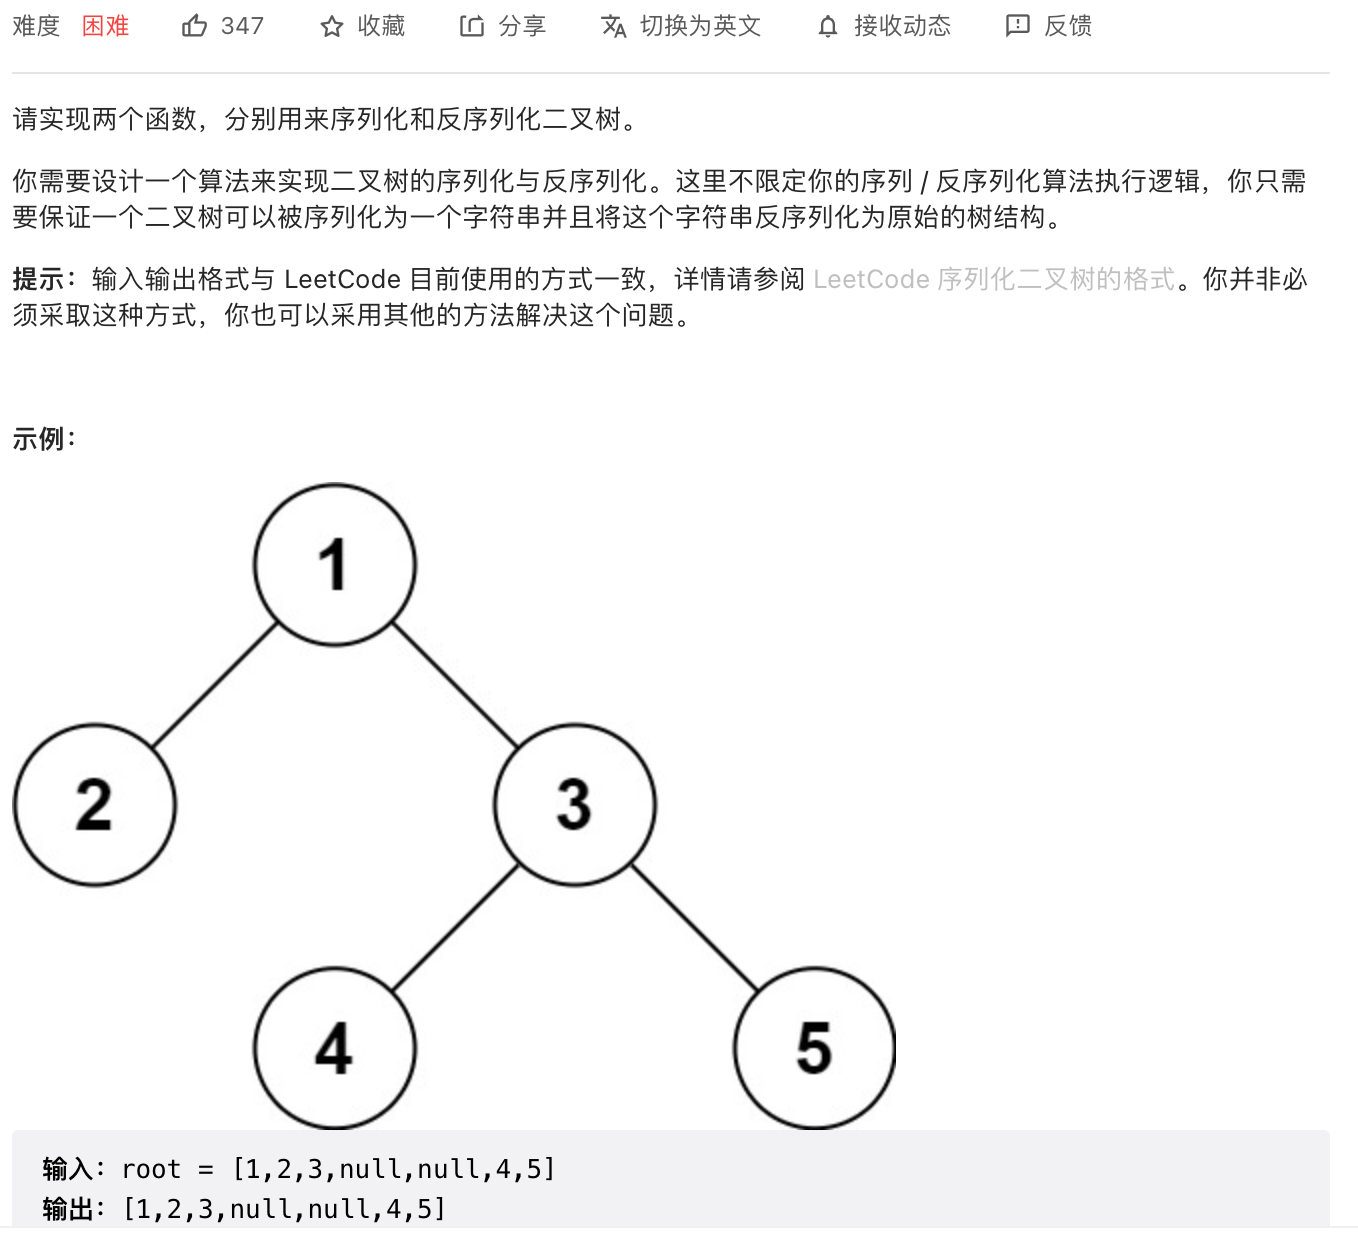 难度 困难 347 收藏 分享 切换为英文 接收动态 反馈
请实现两个函数，分别用来序列化和反序列化二叉树。
你需要设计一个算法来实现二叉树的序列化与反序列化。这里不限定你的序列 / 反序列化算法执行逻辑，你只需
要保证一个二叉树可以被序列化为一个字符串并且将这个字符串反序列化为原始的树结构。
提示：输入输出格式与 LeetCode 目前使用的方式一致，详情请参阅 LeetCode 序列化二叉树的格式。你并非必
须采取这种方式，你也可以采用其他的方法解决这个问题。
示例：
1
2 3
4 5
输入：root = [1,2,3,null,null,4,5]
输出：[1,2,3,null,null,4,5]